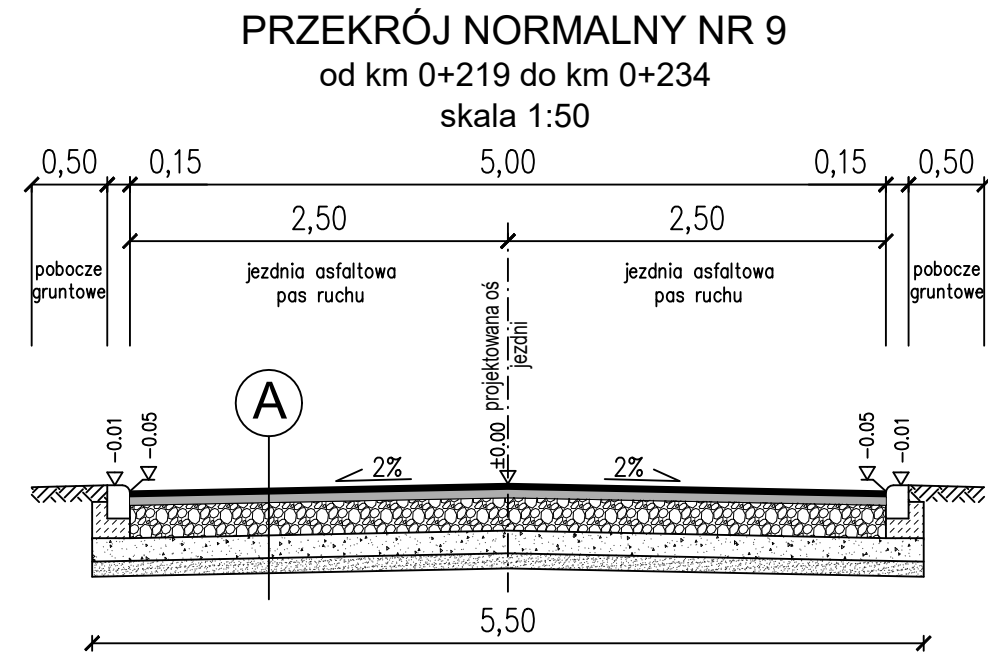 PRZEKRÓJ NORMALNY NR 9
od km 0+219 do km 0+234
skala 1:50
0,50 0,15 5,00 0,15 0,50
2,50 2,50
pobocze
gruntowe
jezdnia asfaltowa
pas ruchu
jezdnia asfaltowa
pas ruchu
pobocze
gruntowe
±0.00 projektowana oś
jezdni
A
-0.01
-0.05
2%
2%
-0.05
-0.01
5,50